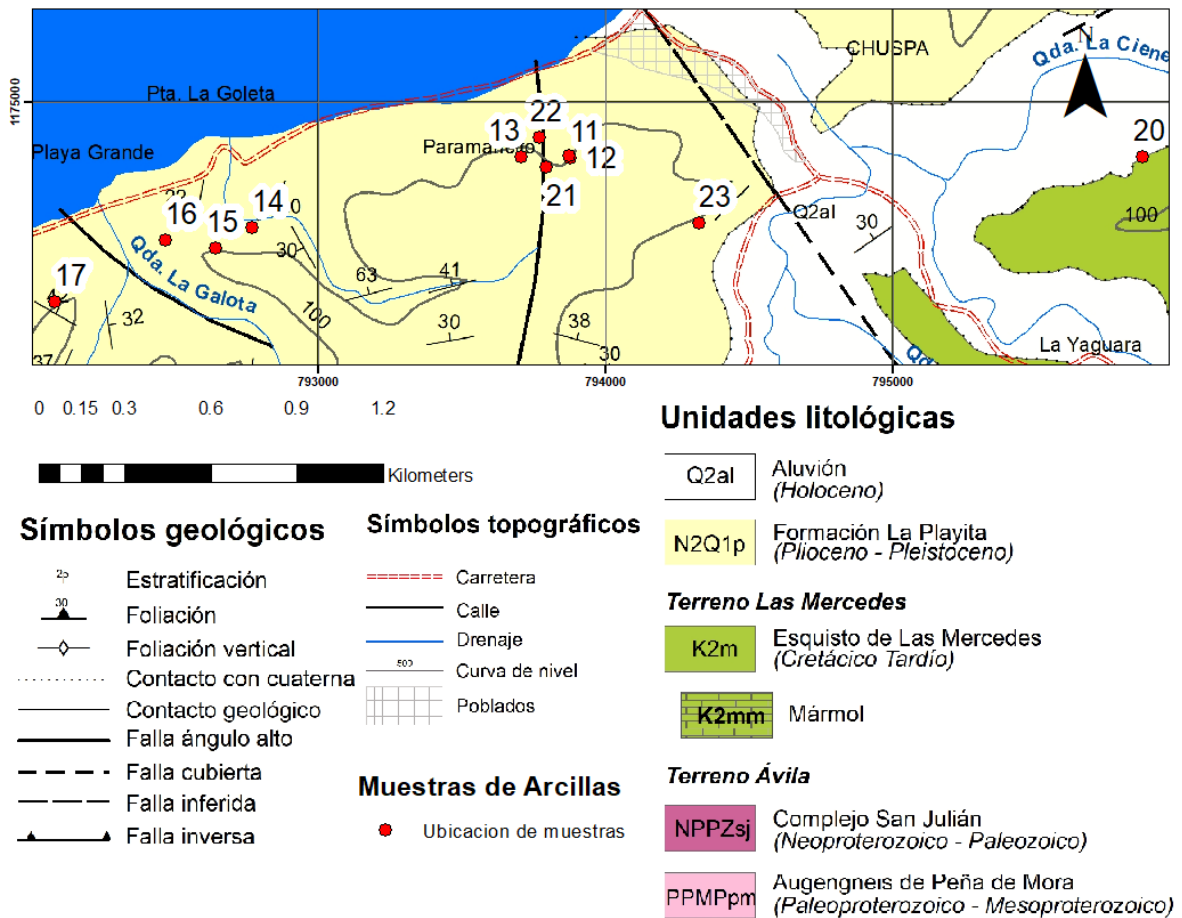 N
CHUSPA
Qda. La Ciene
1175000
Pta. La Goleta
22
13
11
20
Playa Grande
12
21
14
23
16
15
0
Q2al
30
100
30
Qda. La Galota
63
41
17
32
100
30
38
La Yaguara
37
30
793000
794000
795000
0 0.15 0.3 0.6 0.9 1.2
Kilometers
Unidades litológicas
Q2al
Aluvión
(Holoceno)
N2Q1p
Formación La Playita
(Plioceno - Pleistoceno)
Terreno Las Mercedes
K2m
Esquisto de Las Mercedes
(Cretácico Tardío)
K2mm
Mármol
Terreno Ávila
NPPZsj
Complejo San Julián
(Neoproterozoico - Paleozoico)
PPMPpm
Augengneis de Peña de Mora
(Paleoproterozoico - Mesoproterozoico)
Símbolos geológicos
Estratificación
30
Foliación
Foliación vertical
Contacto con cuaterna
Contacto geológico
Falla ángulo alto
Falla cubierta
Falla inferida
Falla inversa
Símbolos topográficos
Carretera
Calle
Drenaje
500
Curva de nivel
Poblados
Muestras de Arcillas
Ubicacion de muestras